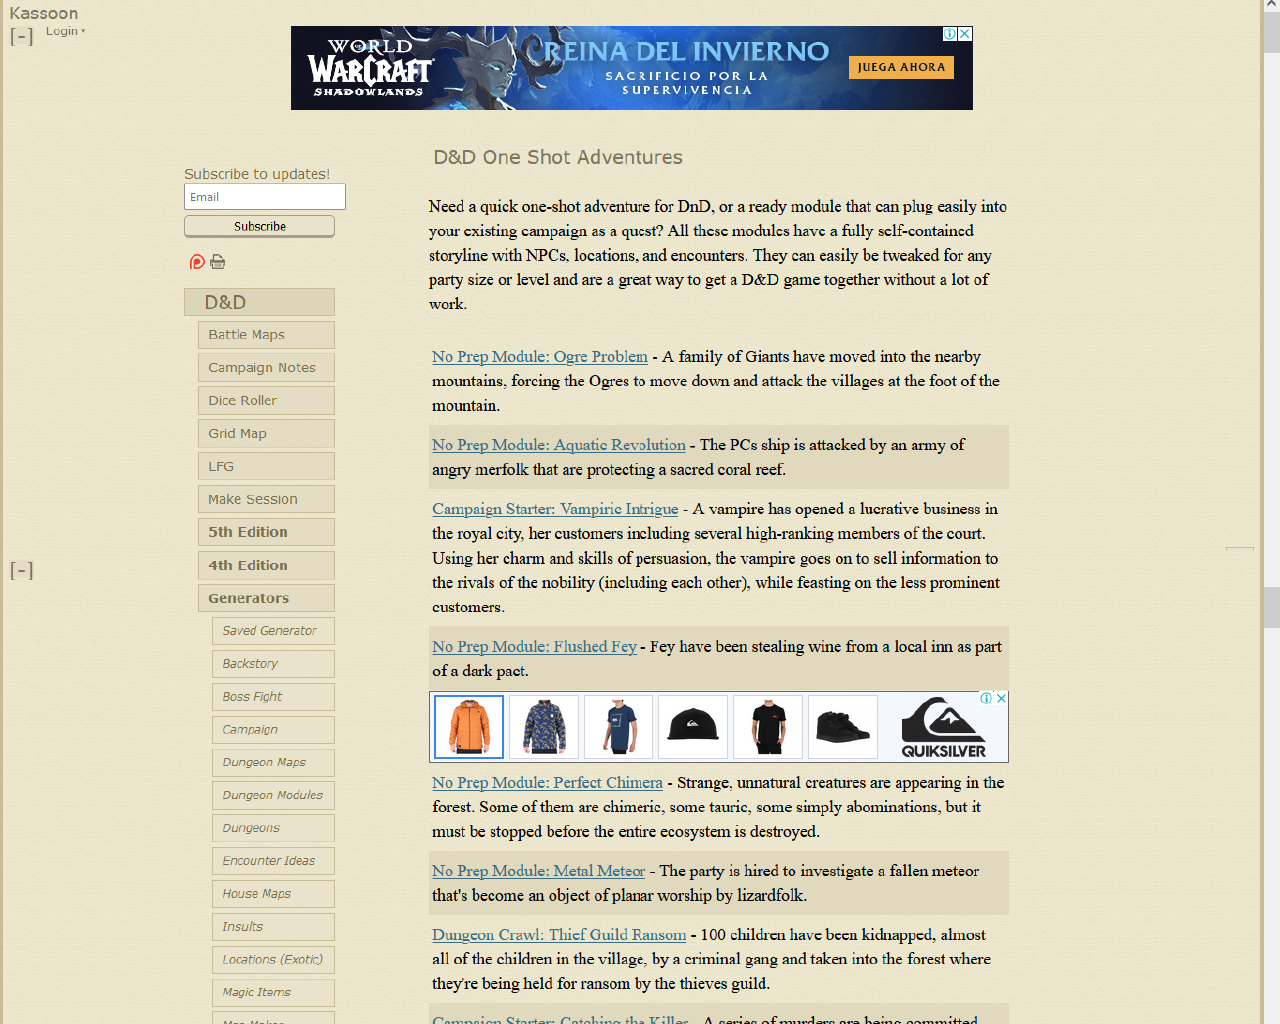 Kassoon
[-] Login
WORLD
WARCRAFT
SHADOWLANDS
REINA DEL INVIERNO
SACRIFICIO POR LA
SUPERVIVENCIA
JUEGA AHORA
D&D One Shot Adventures
Subscribe to updates!
Email
Subscribe
D&D
Battle Maps
Campaign Notes
Dice Roller
Grid Map
LFG
Make Session
5th Edition
4th Edition
[-]
Generators
Saved Generator
Backstory
Boss Fight
Campaign
Dungeon Maps
Dungeon Modules
Dungeons
Encounter Ideas
House Maps
Insults
Locations (Exotic)
Magic Items
Map Maker
Need a quick one-shot adventure for DnD, or a ready module that can plug easily into
your existing campaign as a quest? All these modules have a fully self-contained
storyline with NPCs, locations, and encounters. They can easily be tweaked for any
party size or level and are a great way to get a D&D game together without a lot of
work.
No Prep Module: Ogre Problem - A family of Giants have moved into the nearby
mountains, forcing the Ogres to move down and attack the villages at the foot of the
mountain.
No Prep Module: Aquatic Revolution - The PCs ship is attacked by an army of
angry merfolk that are protecting a sacred coral reef.
Campaign Starter: Vampiric Intrigue - A vampire has opened a lucrative business in
the royal city, her customers including several high-ranking members of the court.
Using her charm and skills of persuasion, the vampire goes on to sell information to
the rivals of the nobility (including each other), while feasting on the less prominent
customers.
No Prep Module: Flushed Fey - Fey have been stealing wine from a local inn as part
of a dark pact.
QUIKSILVER
No Prep Module: Perfect Chimera - Strange, unnatural creatures are appearing in the
forest. Some of them are chimeric, some tauric, some simply abominations, but it
must be stopped before the entire ecosystem is destroyed.
No Prep Module: Metal Meteor - The party is hired to investigate a fallen meteor
that's become an object of planar worship by lizardfolk.
Dungeon Crawl: Thief Guild Ransom - 100 children have been kidnapped, almost
all of the children in the village, by a criminal gang and taken into the forest where
they're being held for ransom by the thieves guild.
Campaign Starter: Catching the Killer - A series of murders are being committed